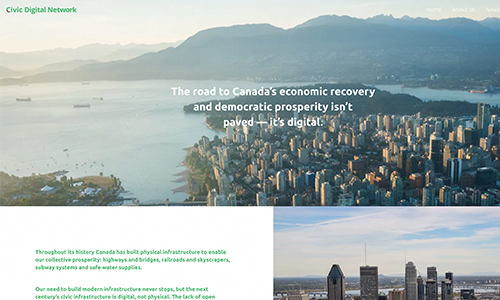 Civic Digital Network
Home About Us
The road to Canada's economic recovery
and democratic prosperity isn't
paved — it's digital.
Throughout its history Canada has built physical infrastructure to enable
our collective prosperity: highways and bridges, railroads and skyscrapers,
subway systems and safe water supplies.
Our need to build modern infrastructure never stops, but the next
century's civic infrastructure is digital, not physical. The lack of open